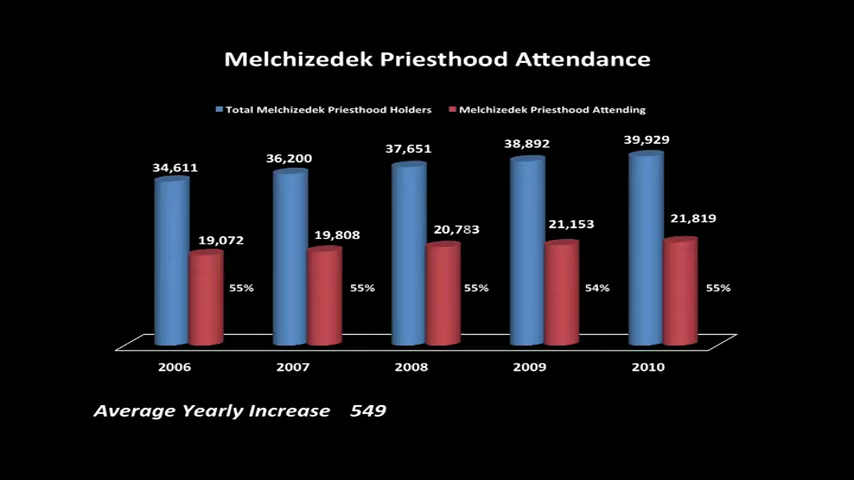 Melchizedek Priesthood Attendance
Total Melchizedek Priesthood Holders Melchizedek Priesthood Attending
34,611 36,200 37,651 38,892 39,929
19,072 19,808 20,783 21,153 21,819
55% 55% 55% 54% 55%
2006 2007 2008 2009 2010
Average Yearly Increase 549